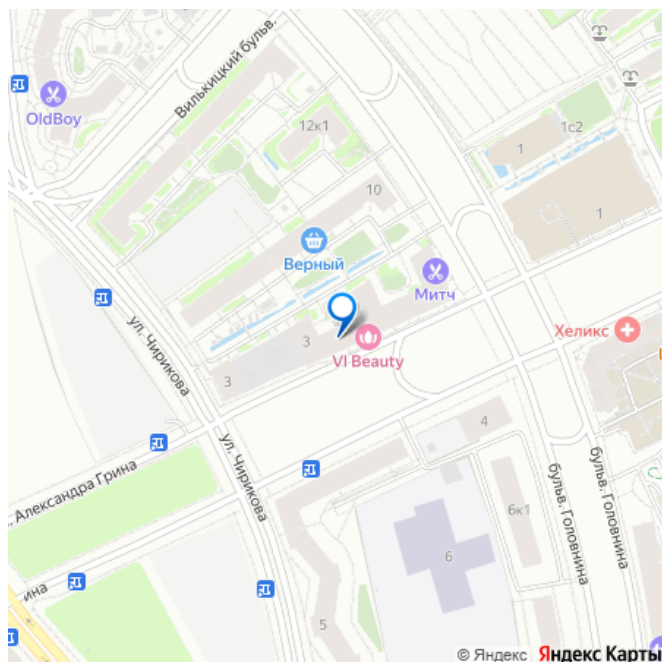 Вилькицкий бульв.
OldBoy
12к1
1с2
1
10
1
Верный
Митч
ул. Чирикова
Хеликс
3
VI Beauty
3
4
ул. Чирикова
. Александра Грина
бульв. Головнина
бульв. Головнина
6к1
6
ина
5
© Яндекс Яндекс Карты